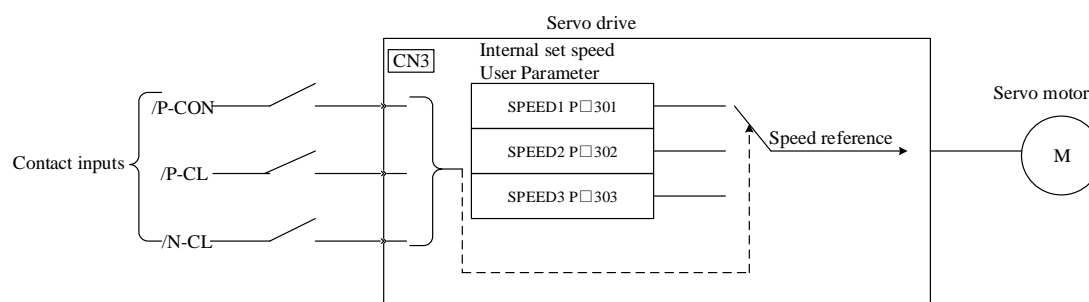 Servo drive
CN3
Internal set speed
User Parameter
/P-CON
SPEED1 P□301
Servo motor
Contact inputs
/P-CL
SPEED2 P□302
Speed reference
M
SPEED3 P□303
/N-CL